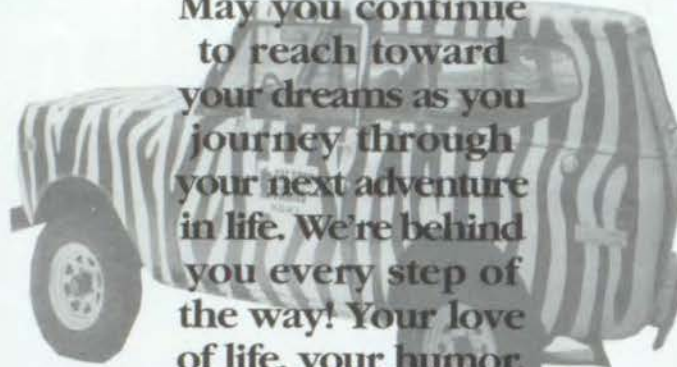 May you continue
to reach toward
your dreams as you
journey through
your next adventure
in life. We're behind
you every step of
the way! Your love
of life, your humor,